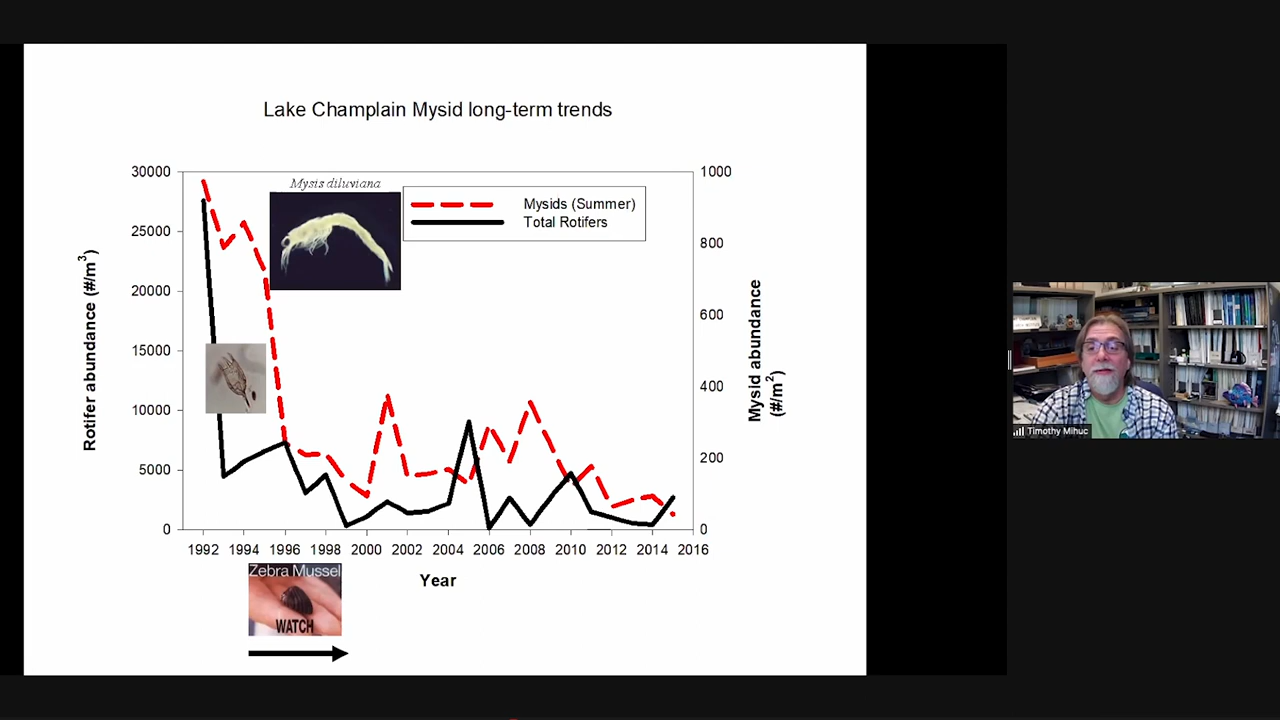 Lake Champlain Mysid long-term trends
Mysis diluviana
Mysids (Summer)
Total Rotifers
Rotifer abundance (#/m³)
30000
25000
20000
15000
10000
5000
0
Mysid abundance
(#/m²)
1000
800
600
400
200
0
1992 1994 1996 1998 2000 2002 2004 2006 2008 2010 2012 2014 2016
Year
Zebra Mussel
WATCH
Timothy Mihuc